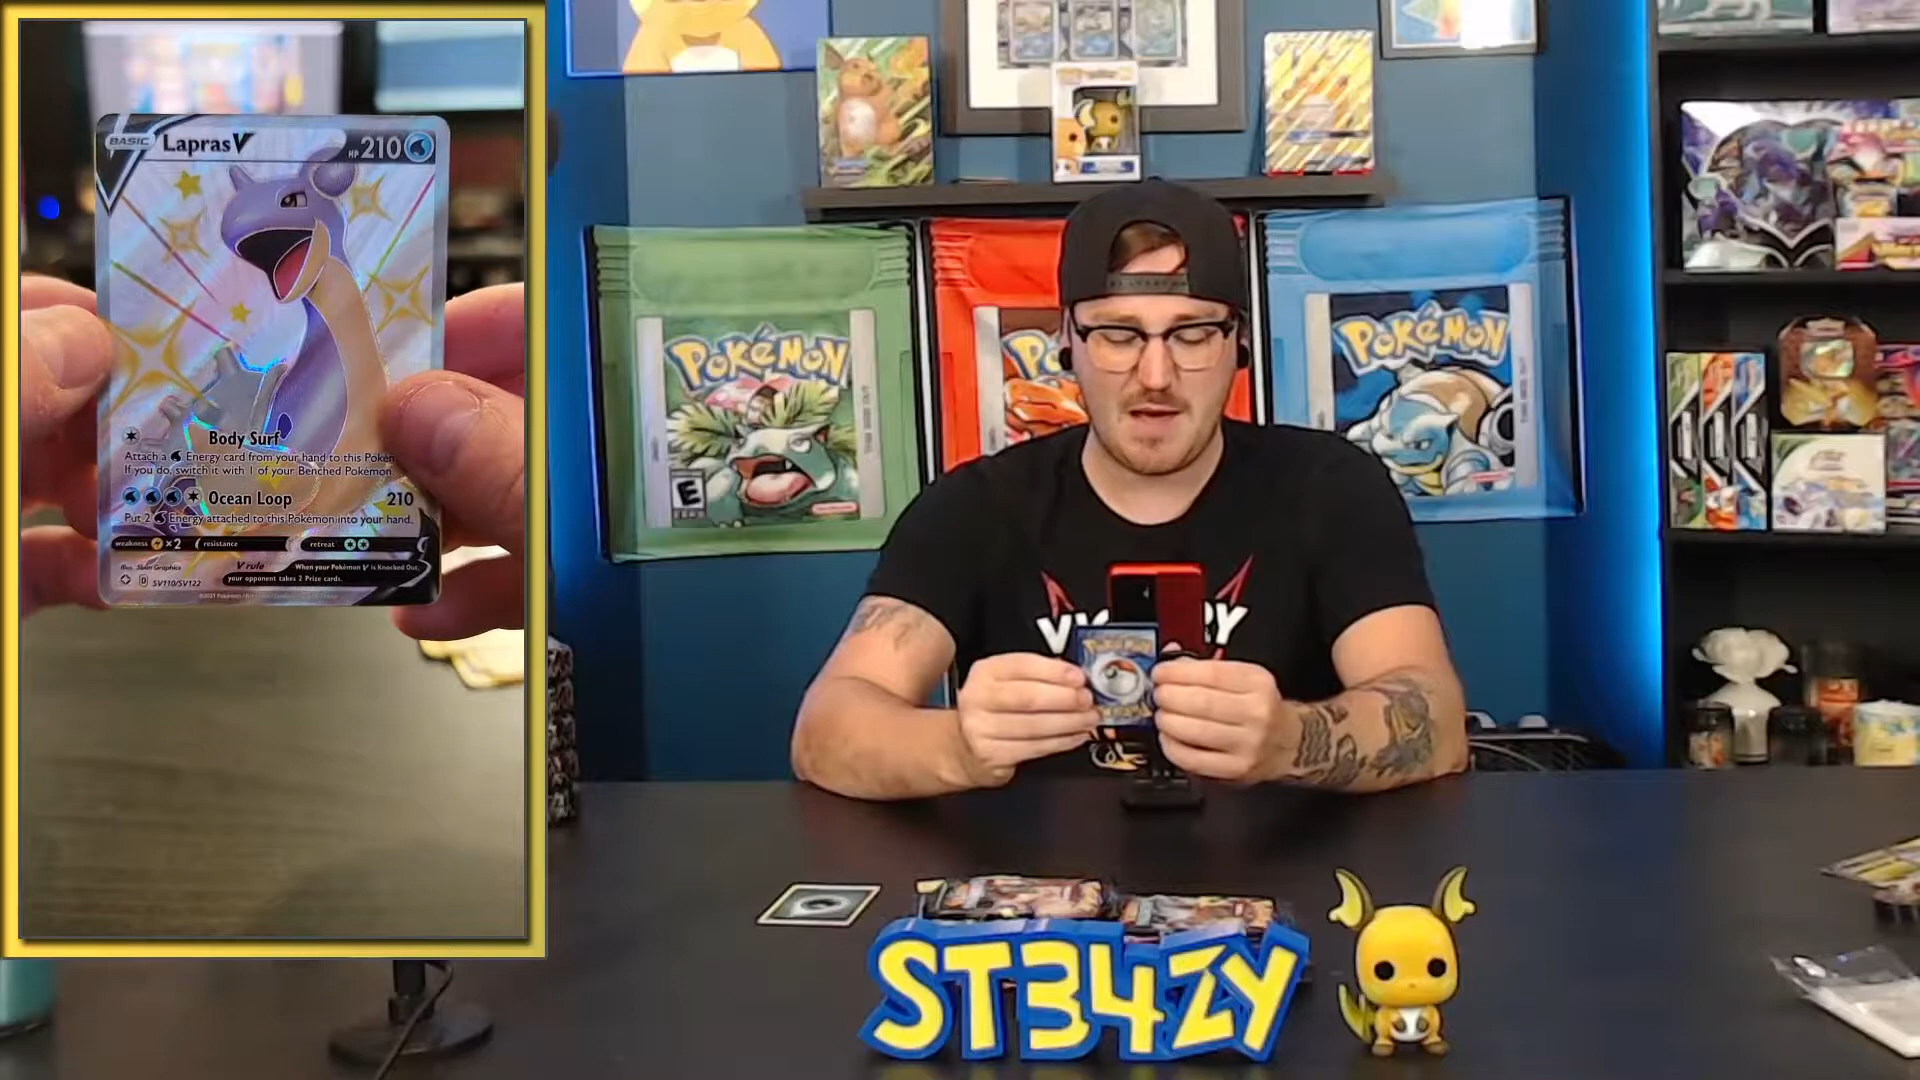 BASIC Lapras V HP 210
Body Surf
Attach a Energy card from your hand to this Pokém
If you do, switch it with 1 of your Benched Pokémon
Ocean Loop 210
Put 2 Energy attached to this Pokémon into your hand.
weakness ×2 resistance retreat
V rule When your Pokémon V is Knocked Out,
your opponent takes 2 Prize cards.
D SV110/SV122
POKéMON
E
Po
POKéMON
ST34ZY